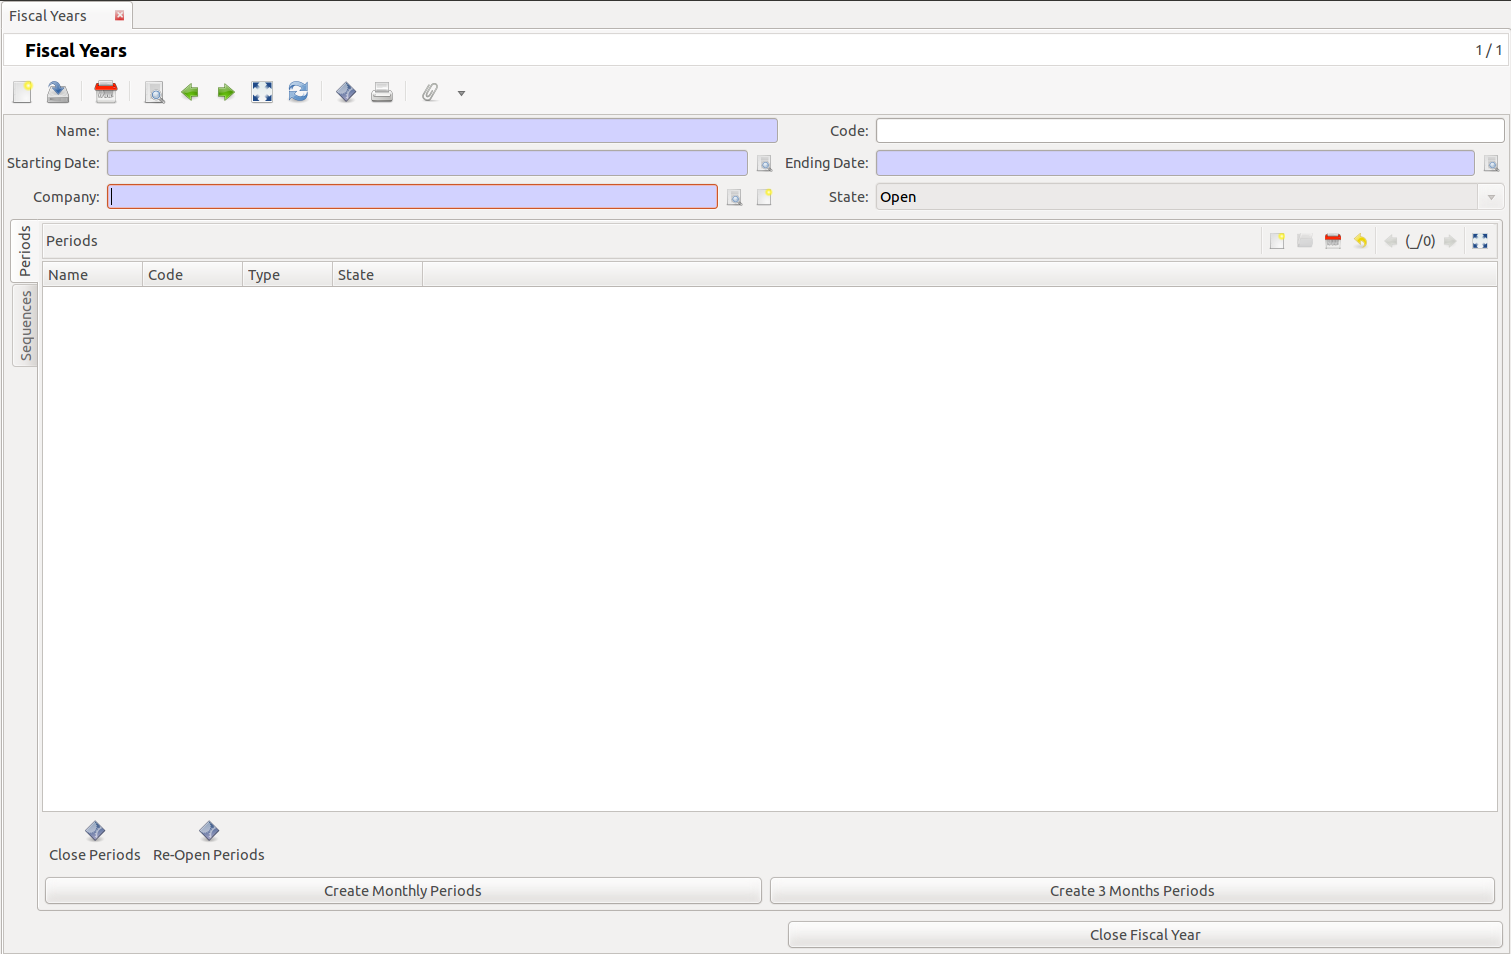 Fiscal Years
Fiscal Years 1 / 1
Name: Code:
Starting Date: Ending Date:
Company: State: Open
Periods
Sequences
Periods (_/0)
Name Code Type State
Close Periods Re-Open Periods
Create Monthly Periods Create 3 Months Periods
Close Fiscal Year